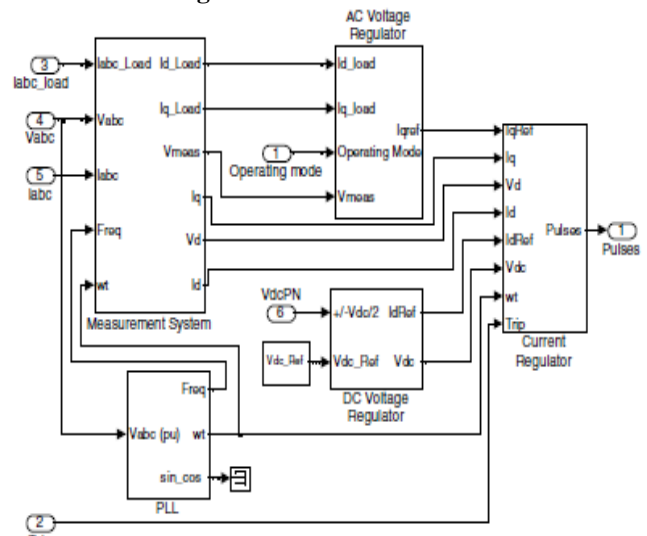 AC Voltage
Regulator
3
Iabc_load
4
Vabc
5
Iabc
Iabc_Load
Vabc
Iabc
Freq
wt
Id_Load
Iq_Load
Vmeas
Iq
Vd
Id
Measurement System
Id_load
Iq_load
Operating Mode
Vmeas
Iqref
1
Operating mode
IqRef
Iq
Vd
Id
IdRef
Vdc
wt
Trip
Pulses
Current
Regulator
1
Pulses
VdcPN
6
Vdc_Ref
+/-Vdc/2
IdRef
Vdc_Ref
Vdc
DC Voltage
Regulator
Vabc (pu)
Freq
wt
sin_cos
PLL
2